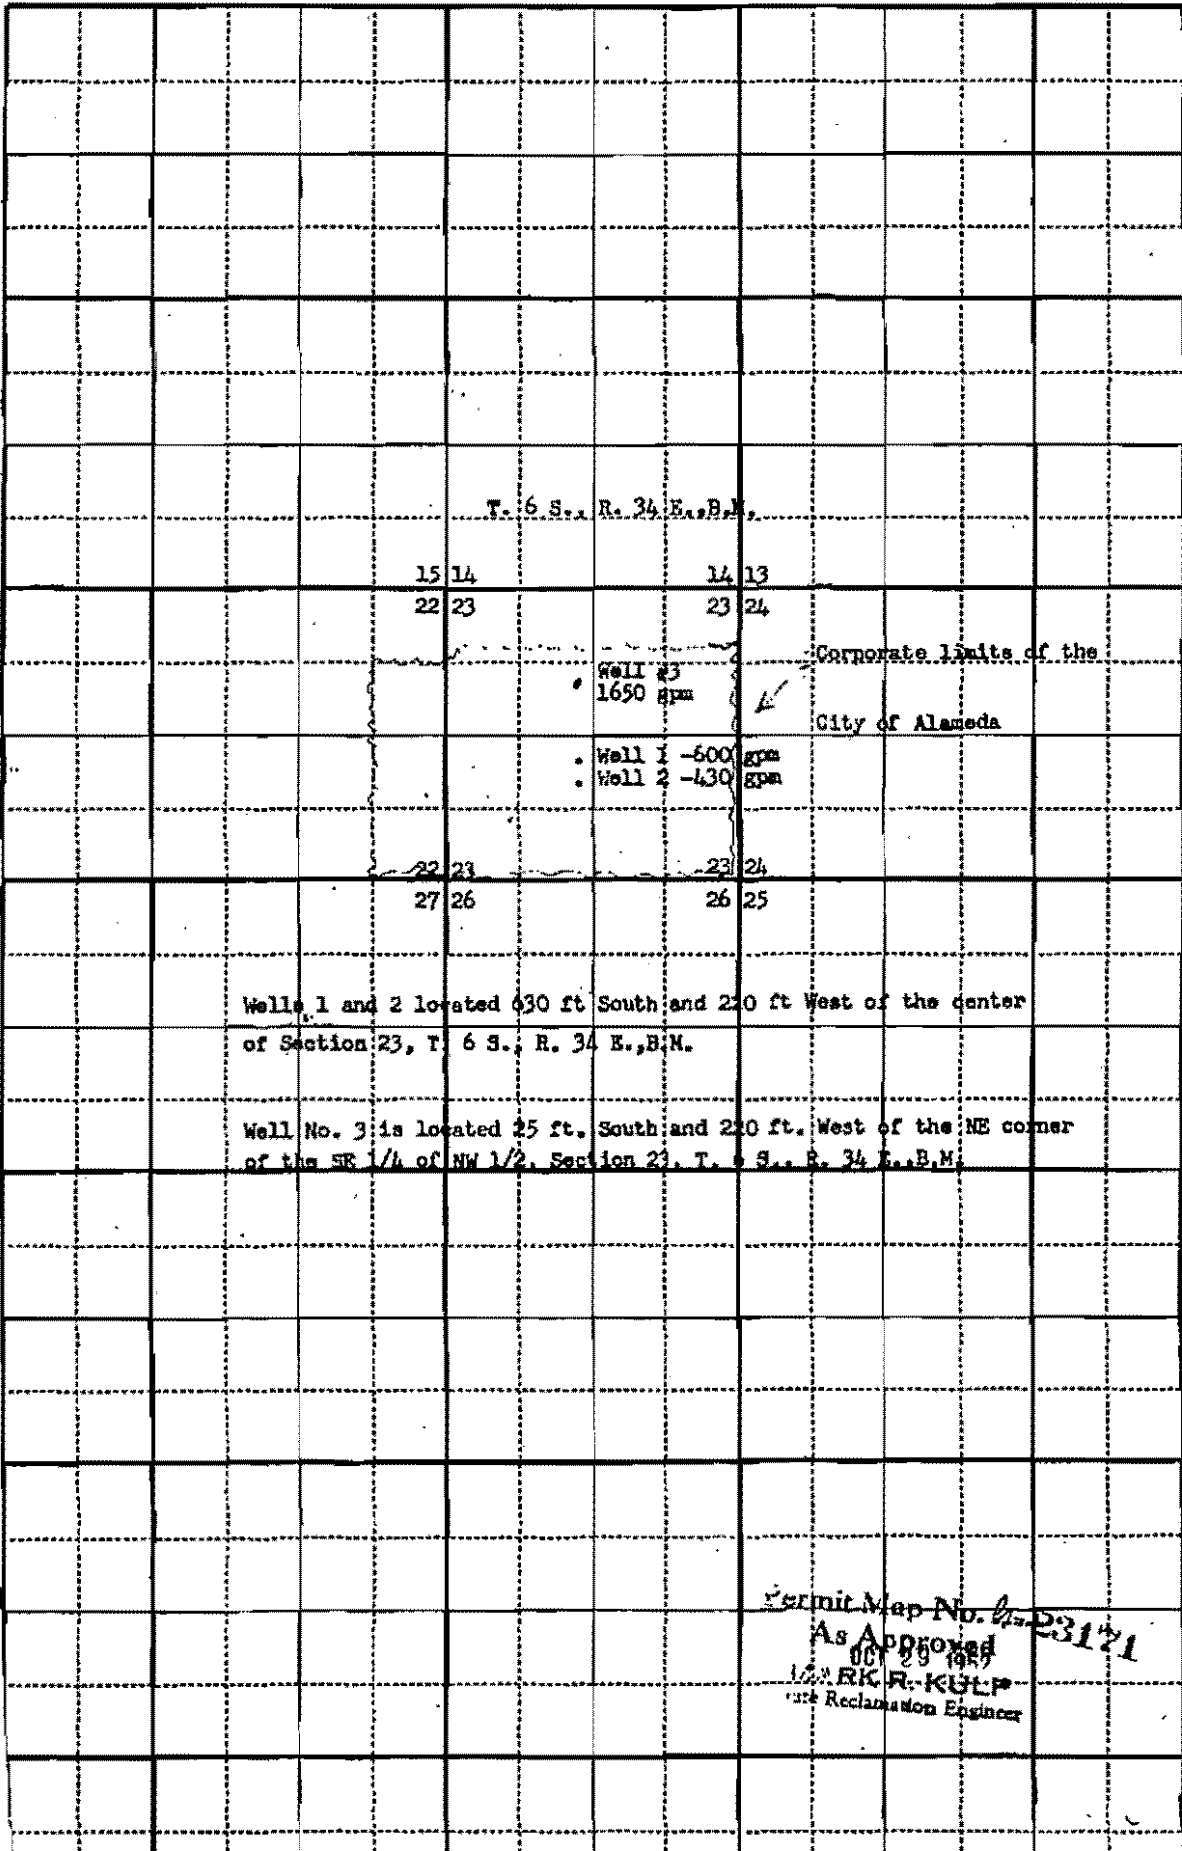 T. 6 S., R. 34 E.,B.M.
15 14 14 13
22 23 23 24
Corporate limits of the
Well #3
1650 gpm
City of Alameda
Well 1 -600 gpm
Well 2 -430 gpm
22 23 23 24
27 26 26 25
Wells 1 and 2 located 630 ft South and 220 ft West of the center
of Section 23, T. 6 S., R. 34 E.,B.M.
Well No. 3 is located 25 ft. South and 220 ft. West of the NE corner
of the SE 1/4 of NW 1/2, Section 23, T. 6 S., R. 34 E.,B.M.
Permit Map No. G-23171
As Approved
OCT 29
MARK R. KULP
Reclamation Engineer